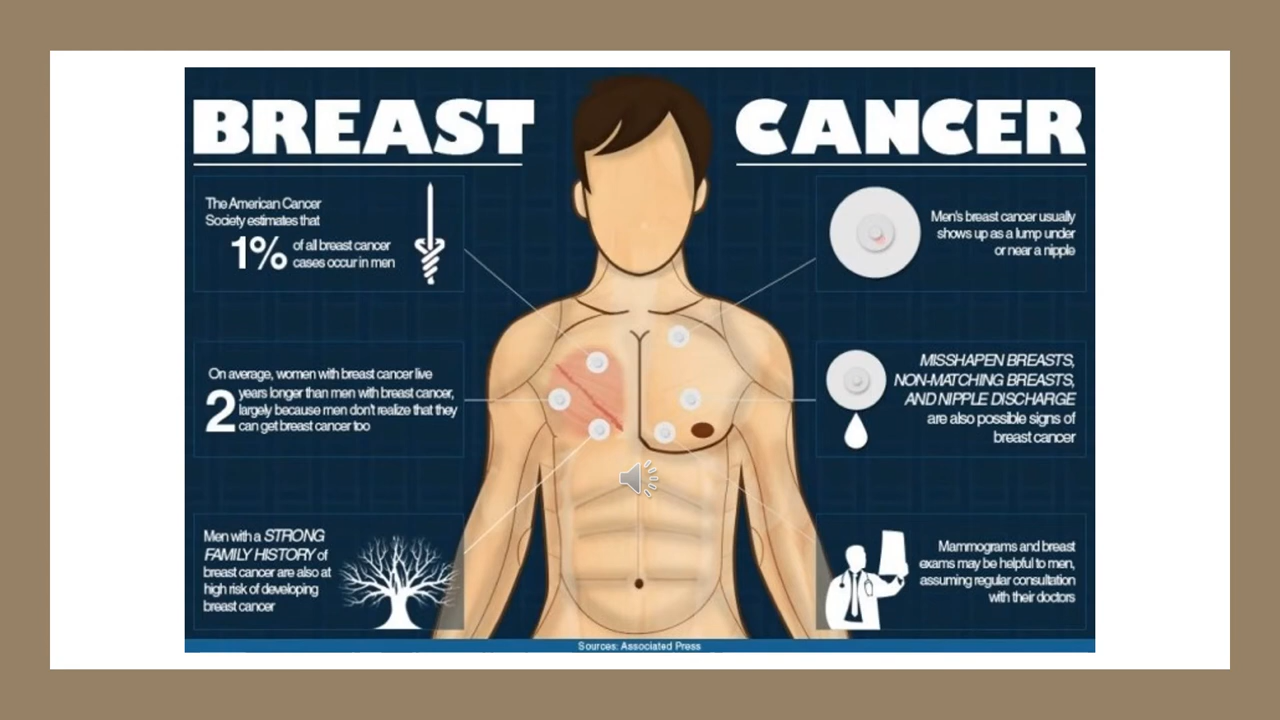 BREAST CANCER
The American Cancer
Society estimates that
1% of all breast cancer
cases occur in men
On average, women with breast cancer live
2 years longer than men with breast cancer,
largely because men don't realize that they
can get breast cancer too
Men with a STRONG
FAMILY HISTORY of
breast cancer are also at
high risk of developing
breast cancer
Men's breast cancer usually
shows up as a lump under
or near a nipple
MISSHAPEN BREASTS,
NON-MATCHING BREASTS,
AND NIPPLE DISCHARGE
are also possible signs of
breast cancer
Mammograms and breast
exams may be helpful to men,
assuming regular consultation
with their doctors
Sources: Associated Press